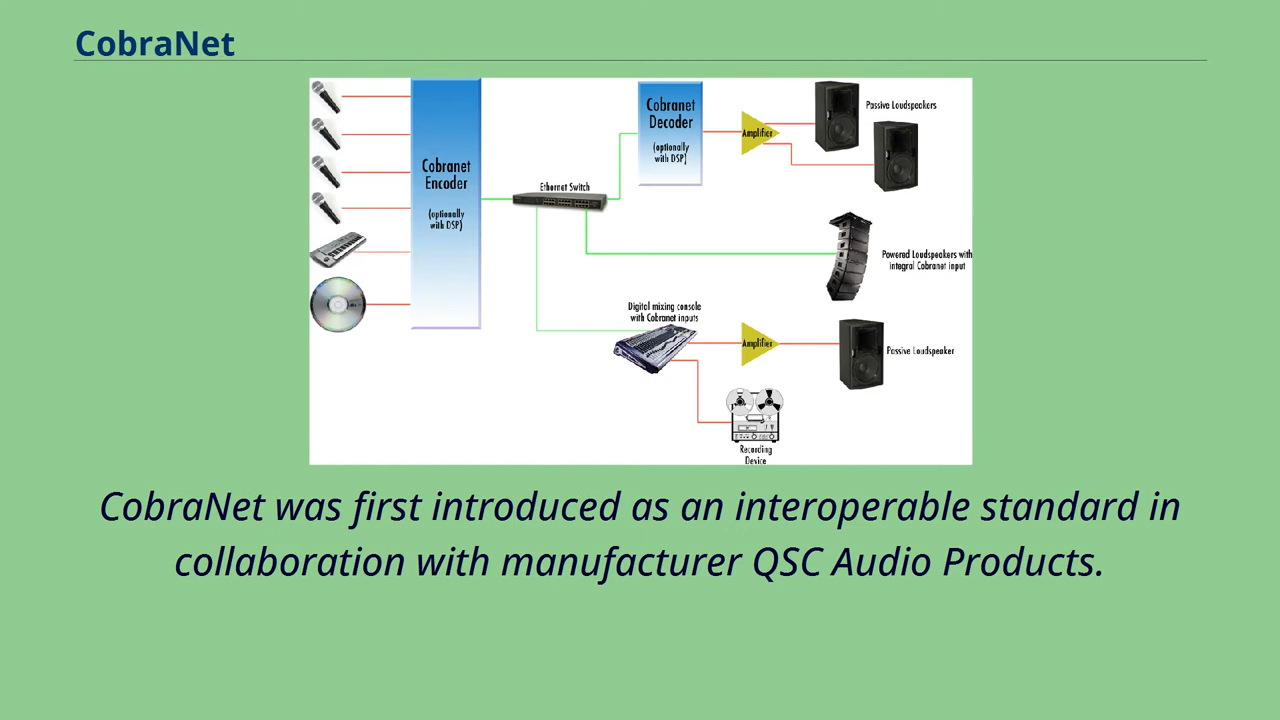 CobraNet
Cobranet
Encoder
(optionally
with DSP)
Ethernet Switch
Cobranet
Decoder
(optionally
with DSP)
Amplifier
Passive Loudspeakers
Powered Loudspeakers with
integral Cobranet input
Digital mixing console
with Cobranet inputs
Amplifier
Passive Loudspeaker
Recording
Device
CobraNet was first introduced as an interoperable standard in
collaboration with manufacturer QSC Audio Products.